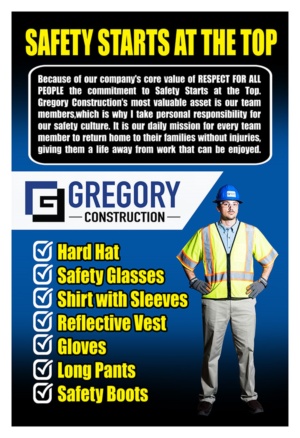 SAFETY STARTS AT THE TOP
Because of our company's core value of RESPECT FOR ALL
PEOPLE the commitment to Safety Starts at the Top.
Gregory Construction's most valuable asset is our team
members,which is why I take personal responsibility for
our safety culture. It is our daily mission for every team
member to return home to their families without injuries,
giving them a life away from work that can be enjoyed.
GREGORY
CONSTRUCTION
Hard Hat
Safety Glasses
Shirt with Sleeves
Reflective Vest
Gloves
Long Pants
Safety Boots